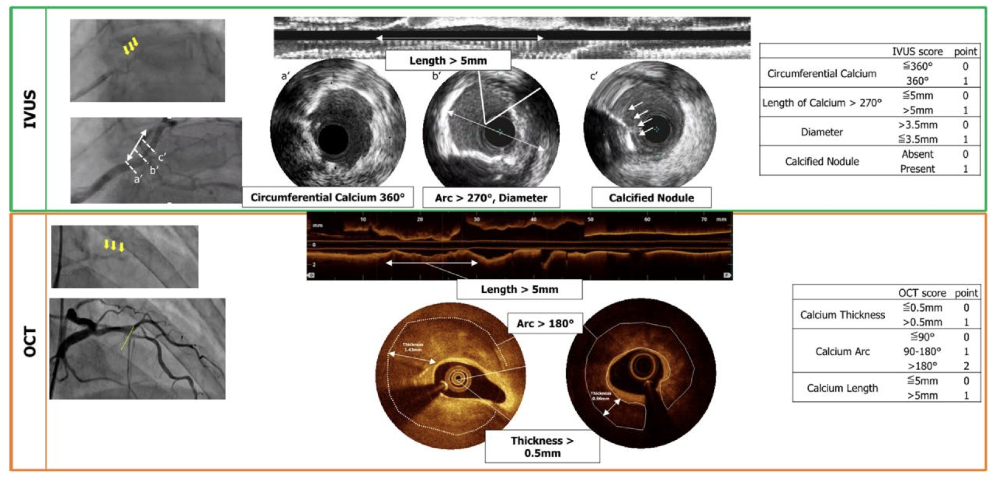 IVUS
Length > 5mm
a’
b’
c’
c’
b’
a’
Circumferential Calcium 360°
Arc > 270°, Diameter
Calcified Nodule
IVUS score point
Circumferential Calcium
≦360° 0
360° 1
Length of Calcium > 270°
≦5mm 0
>5mm 1
Diameter
>3.5mm 0
≦3.5mm 1
Calcified Nodule
Absent 0
Present 1
OCT
10 20 30 40 50 60 70 mm
mm
0
2
Length > 5mm
Arc > 180°
Thickness
1.43mm
Thickness
0.96mm
Thickness >
0.5mm
OCT score point
Calcium Thickness
≦0.5mm 0
>0.5mm 1
Calcium Arc
≦90° 0
90-180° 1
>180° 2
Calcium Length
≦5mm 0
>5mm 1